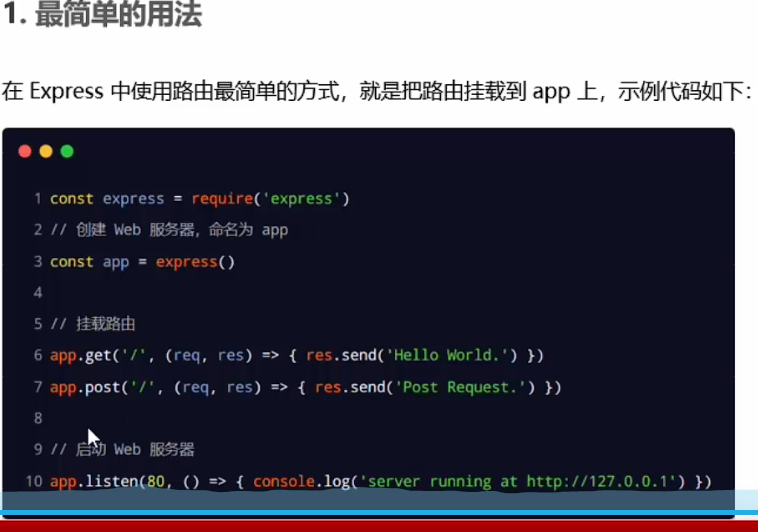 1. 最简单的用法
在 Express 中使用路由最简单的方式，就是把路由挂载到 app 上，示例代码如下：
1 const express = require('express')
2 // 创建 Web 服务器，命名为 app
3 const app = express()
4
5 // 挂载路由
6 app.get('/', (req, res) => { res.send('Hello World.') })
7 app.post('/', (req, res) => { res.send('Post Request.') })
8
9 // 启动 Web 服务器
10 app.listen(80, () => { console.log('server running at http://127.0.0.1') })